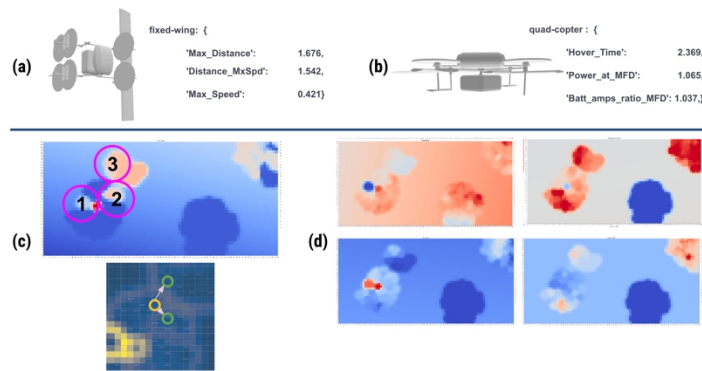 (a)
fixed-wing: {
'Max_Distance': 1.676,
'Distance_MxSpd': 1.542,
'Max_Speed': 0.421}
(b)
quad-copter : {
'Hover_Time': 2.369,
'Power_at_MFD': 1.065,
'Batt_amps_ratio_MFD': 1.037,}
(c)
1
2
3
(d)